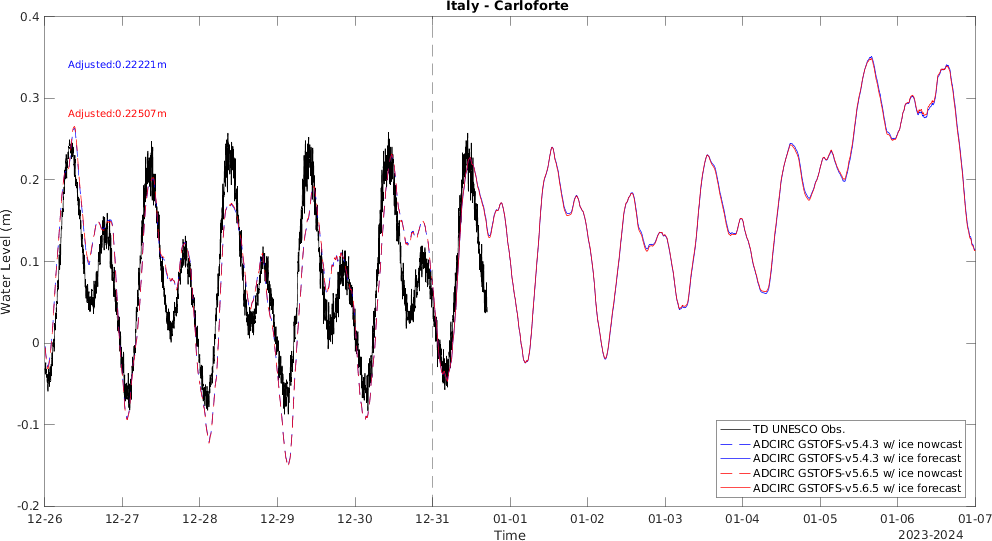 Italy - Carloforte
Adjusted:0.22221m
Adjusted:0.22507m
Water Level (m)
0.4
0.3
0.2
0.1
0
-0.1
-0.2
TD UNESCO Obs.
ADCIRC GSTOFS-v5.4.3 w/ ice nowcast
ADCIRC GSTOFS-v5.4.3 w/ ice forecast
ADCIRC GSTOFS-v5.6.5 w/ ice nowcast
ADCIRC GSTOFS-v5.6.5 w/ ice forecast
12-26 12-27 12-28 12-29 12-30 12-31 01-01 01-02 01-03 01-04 01-05 01-06 01-07
Time
2023-2024